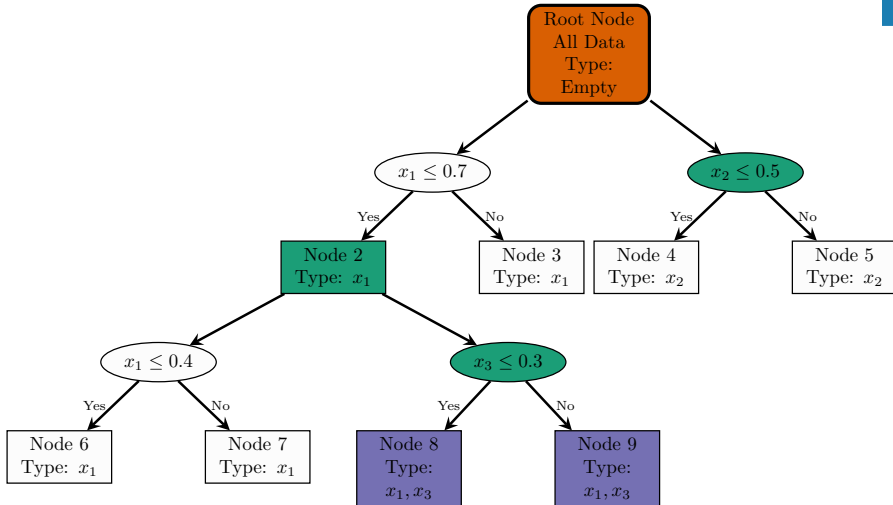 Root Node
All Data
Type:
Empty
x₁ ≤ 0.7
x₂ ≤ 0.5
Yes
No
Yes
No
Node 2
Type: x₁
Node 3
Type: x₁
Node 4
Type: x₂
Node 5
Type: x₂
x₁ ≤ 0.4
x₃ ≤ 0.3
Yes
No
Yes
No
Node 6
Type: x₁
Node 7
Type: x₁
Node 8
Type:
x₁, x₃
Node 9
Type:
x₁, x₃